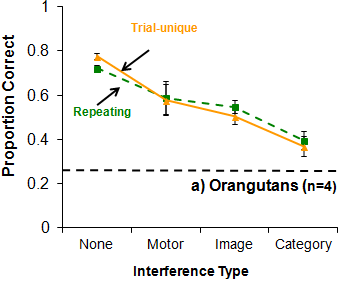 1
0.8
0.6
0.4
0.2
0
Proportion Correct
Trial-unique
Repeating
a) Orangutans (n=4)
None Motor Image Category
Interference Type